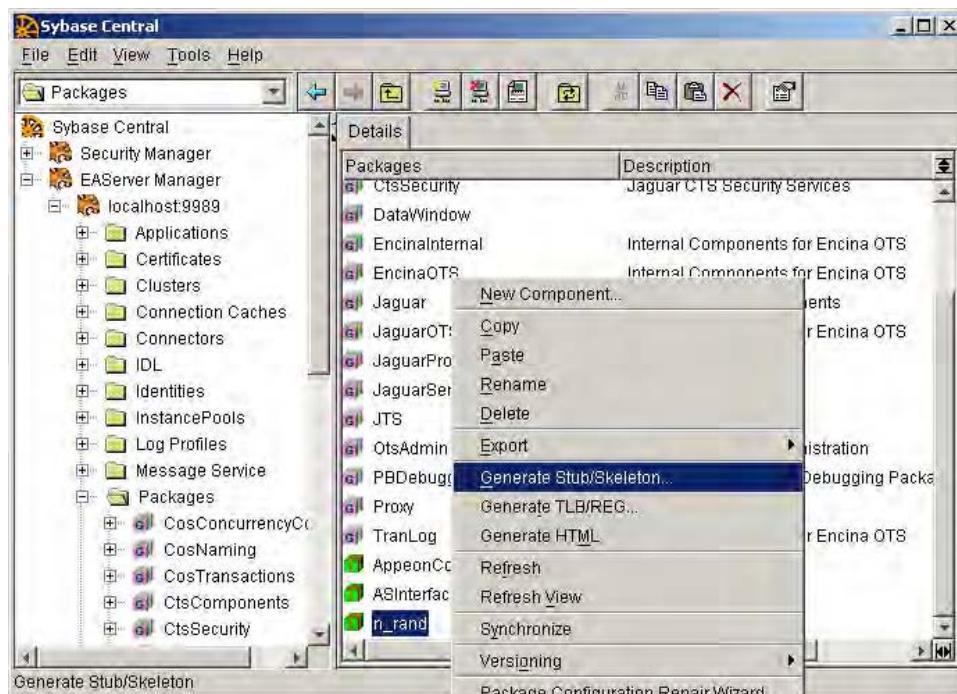 Sybase Central
File Edit View Tools Help
Packages
Sybase Central
Security Manager
EAServer Manager
localhost:9989
Applications
Certificates
Clusters
Connection Caches
Connectors
IDL
Identities
InstancePools
Log Profiles
Message Service
Packages
CosConcurrencyCo
CosNaming
CosTransactions
CtsComponents
CtsSecurity
Details
Packages Description
CtsSecurity Jaguar CTS Security Services
DataWindow
EncinaInternal Internal Components for Encina OTS
EncinaOTS Internal Components for Encina OTS
Jaguar ents
JaguarOTS r Encina OTS
JaguarPro
JaguarSer
JTS
OtsAdmin istration
PBDebugg Debugging Packa
Proxy
TranLog r Encina OTS
AppeonCo
ASInterfac
n_rand
New Component...
Copy
Paste
Rename
Delete
Export
Generate Stub/Skeleton...
Generate TLB/REG...
Generate HTML
Refresh
Refresh View
Synchronize
Versioning
Package Configuration Repair Wizard
Generate Stub/Skeleton